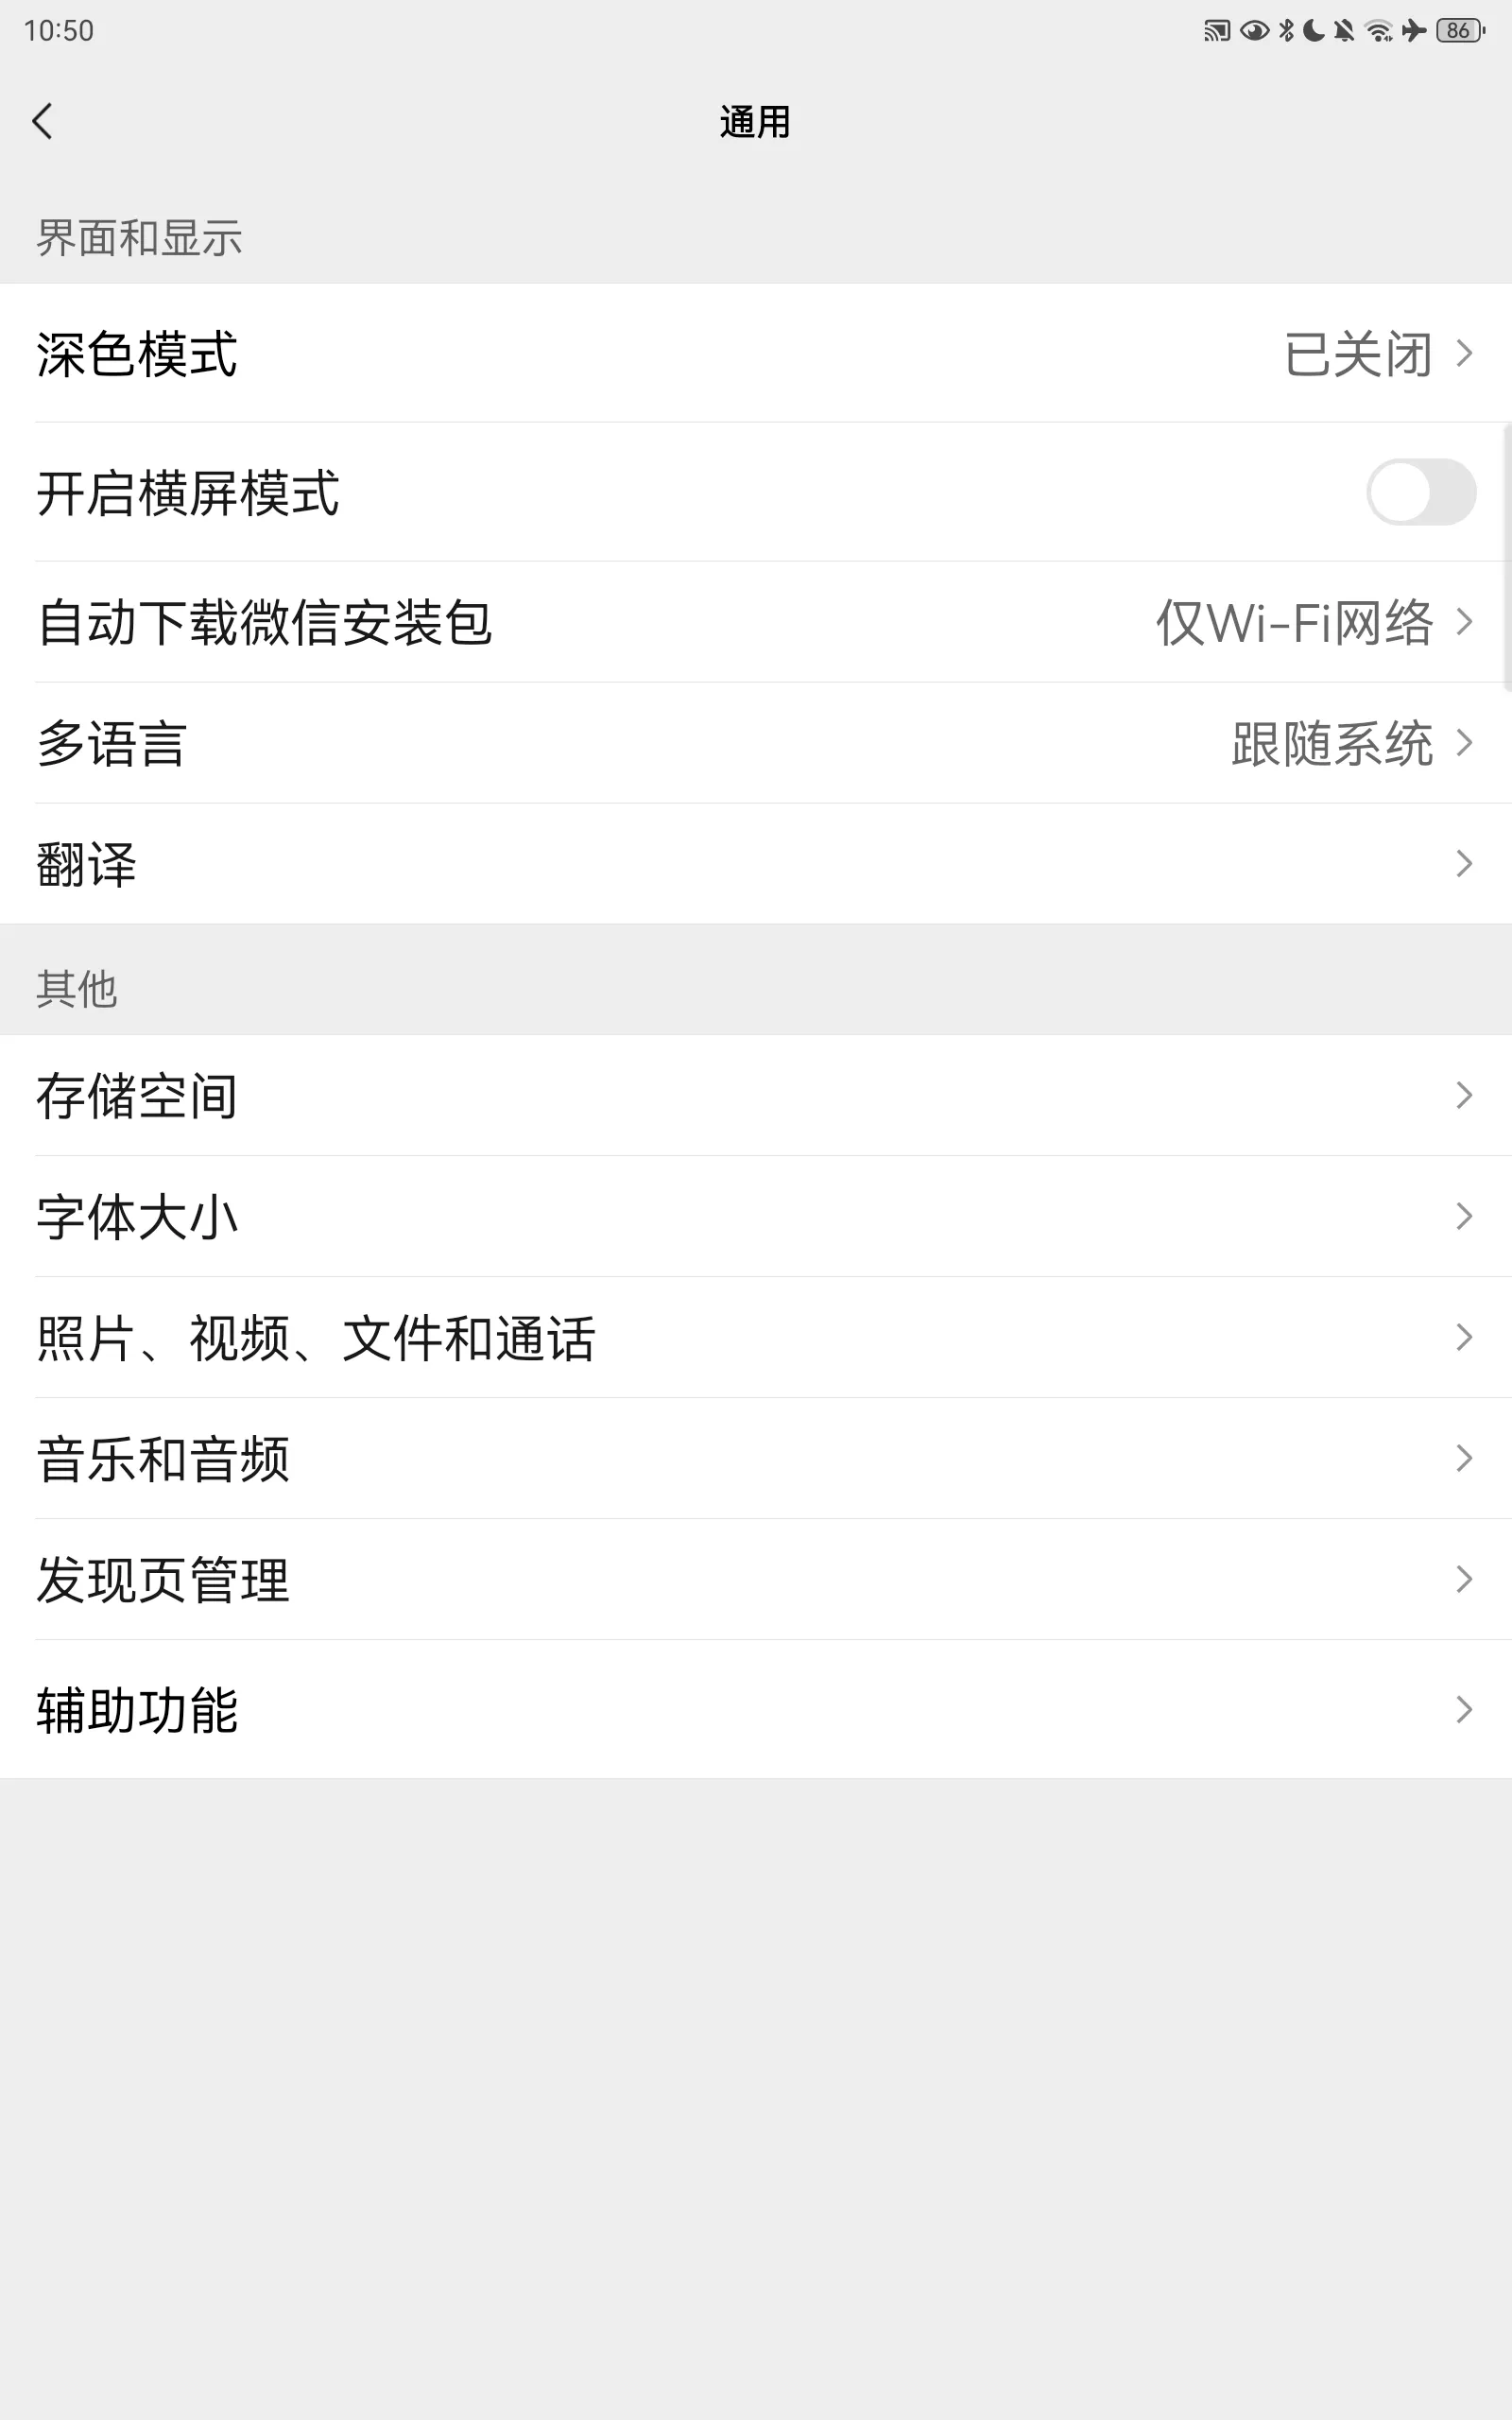 10:50
86
通用
界面和显示
深色模式
已关闭
开启横屏模式
自动下载微信安装包
仅Wi-Fi网络
多语言
跟随系统
翻译
其他
存储空间
字体大小
照片、视频、文件和通话
音乐和音频
发现页管理
辅助功能